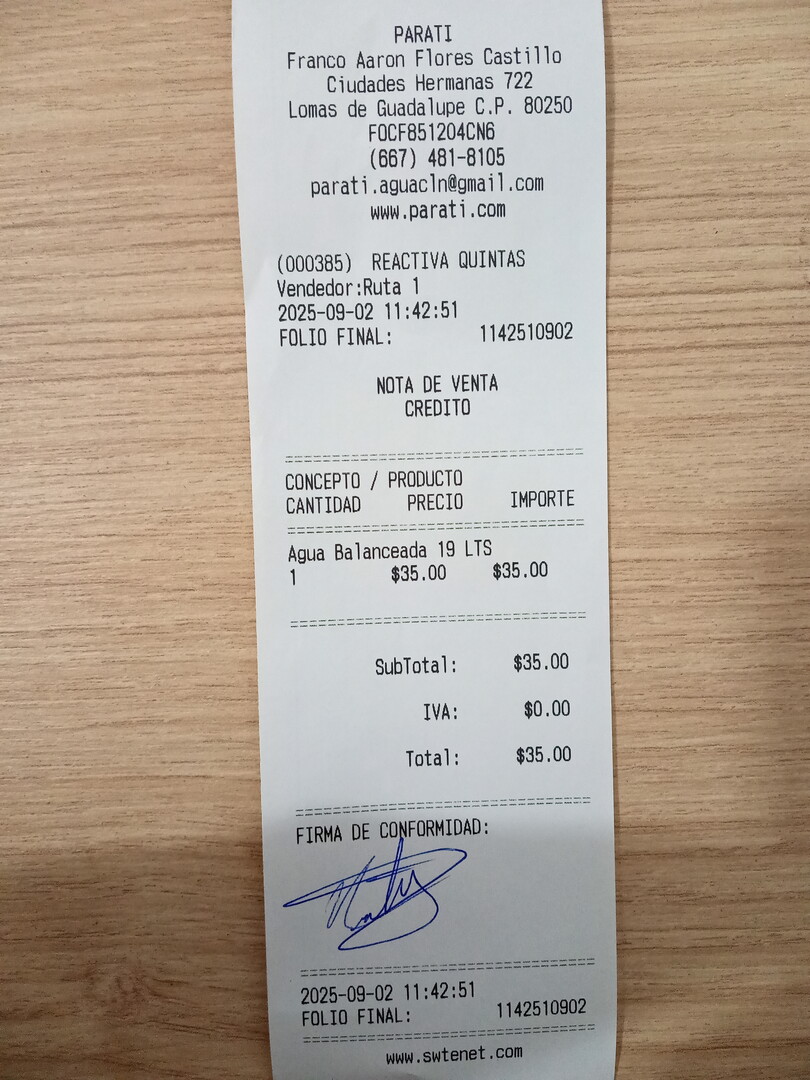 PARATI
Franco Aaron Flores Castillo
Ciudades Hermanas 722
Lomas de Guadalupe C.P. 80250
FOCF851204CN6
(667) 481-8105
parati.aguacln@gmail.com
www.parati.com
(000385) REACTIVA QUINTAS
Vendedor:Ruta 1
2025-09-02 11:42:51
FOLIO FINAL: 1142510902
NOTA DE VENTA
CREDITO
CONCEPTO / PRODUCTO
CANTIDAD PRECIO IMPORTE
Agua Balanceada 19 LTS
1 $35.00 $35.00
SubTotal: $35.00
IVA: $0.00
Total: $35.00
FIRMA DE CONFORMIDAD:
2025-09-02 11:42:51
FOLIO FINAL: 1142510902
www.swtenet.com